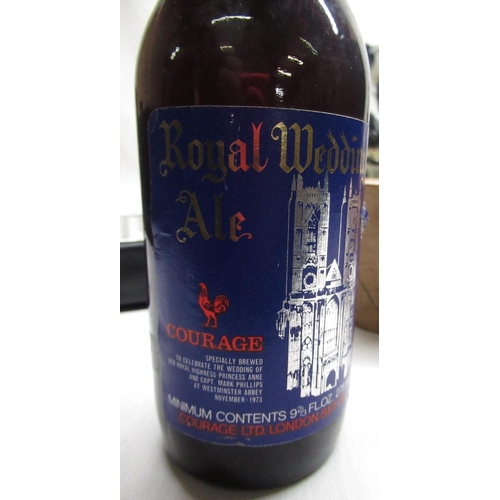 Royal Weddin
Ale
COURAGE
SPECIALLY BREWED
TO CELEBRATE THE WEDDING OF
HER ROYAL HIGHNESS PRINCESS ANNE
AND CAPT. MARK PHILLIPS
AT WESTMINSTER ABBEY
NOVEMBER-1973
MINIMUM CONTENTS 9⅔ FL.OZ.
COURAGE LTD. LONDON